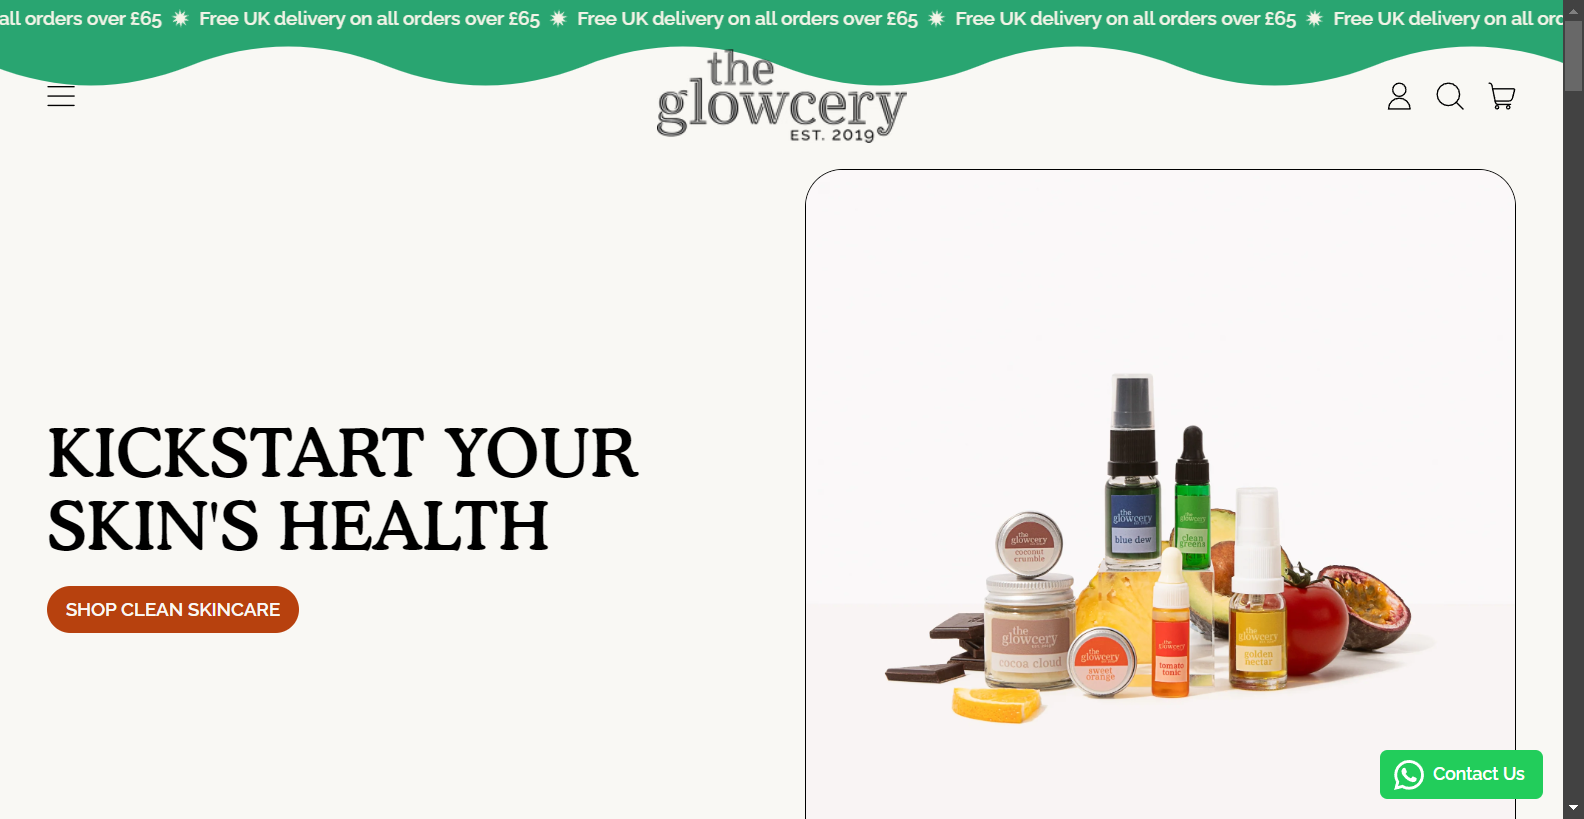 all orders over £65 ✷ Free UK delivery on all orders over £65 ✷ Free UK delivery on all orders over £65 ✷ Free UK delivery on all orders over £65 ✷ Free UK delivery on all
the
glowcery
EST. 2019
KICKSTART YOUR
SKIN'S HEALTH
SHOP CLEAN SKINCARE
the
glowcery
blue dew
the
glowcery
clean
greens
the
glowcery
coconut
crumble
the
glowcery
cocoa cloud
the
glowcery
sweet
orange
the
glowcery
tomato
tonic
the
glowcery
golden
nectar
Contact Us